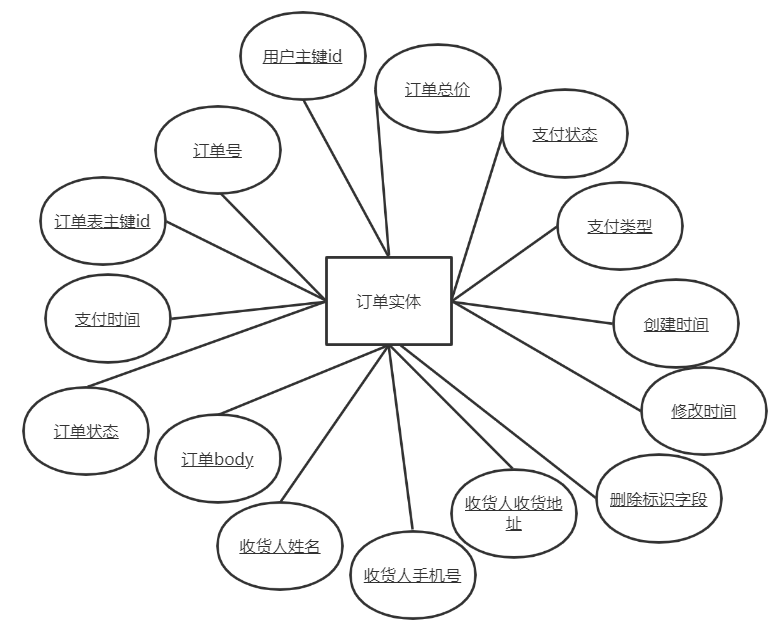 用户主键id
订单总价
支付状态
订单号
订单表主键id
支付类型
订单实体
支付时间
创建时间
修改时间
订单状态
订单body
收货人收货地
址
删除标识字段
收货人姓名
收货人手机号